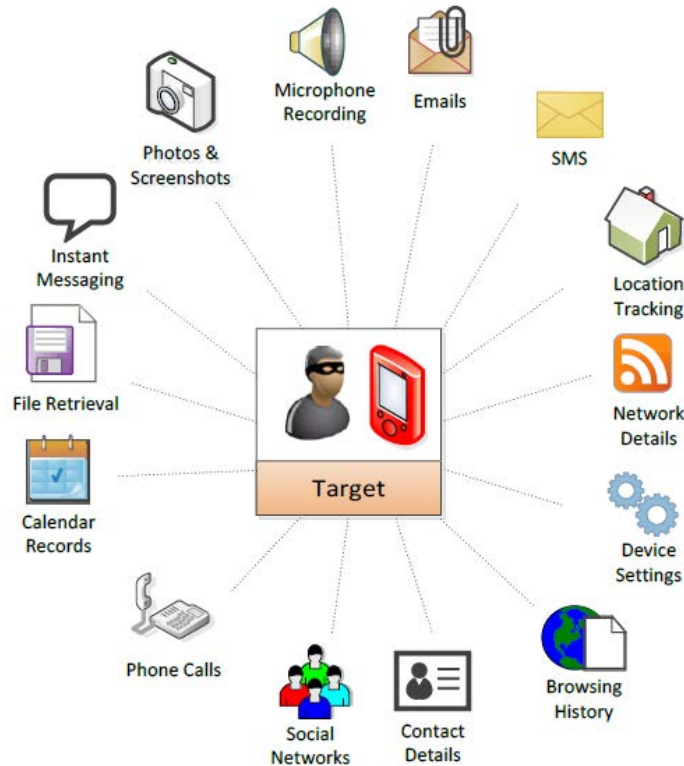 Microphone
Recording
Emails
SMS
Photos &
Screenshots
Instant
Messaging
Location
Tracking
File Retrieval
Network
Details
Target
Calendar
Records
Device
Settings
Phone Calls
Browsing
History
Social
Networks
Contact
Details